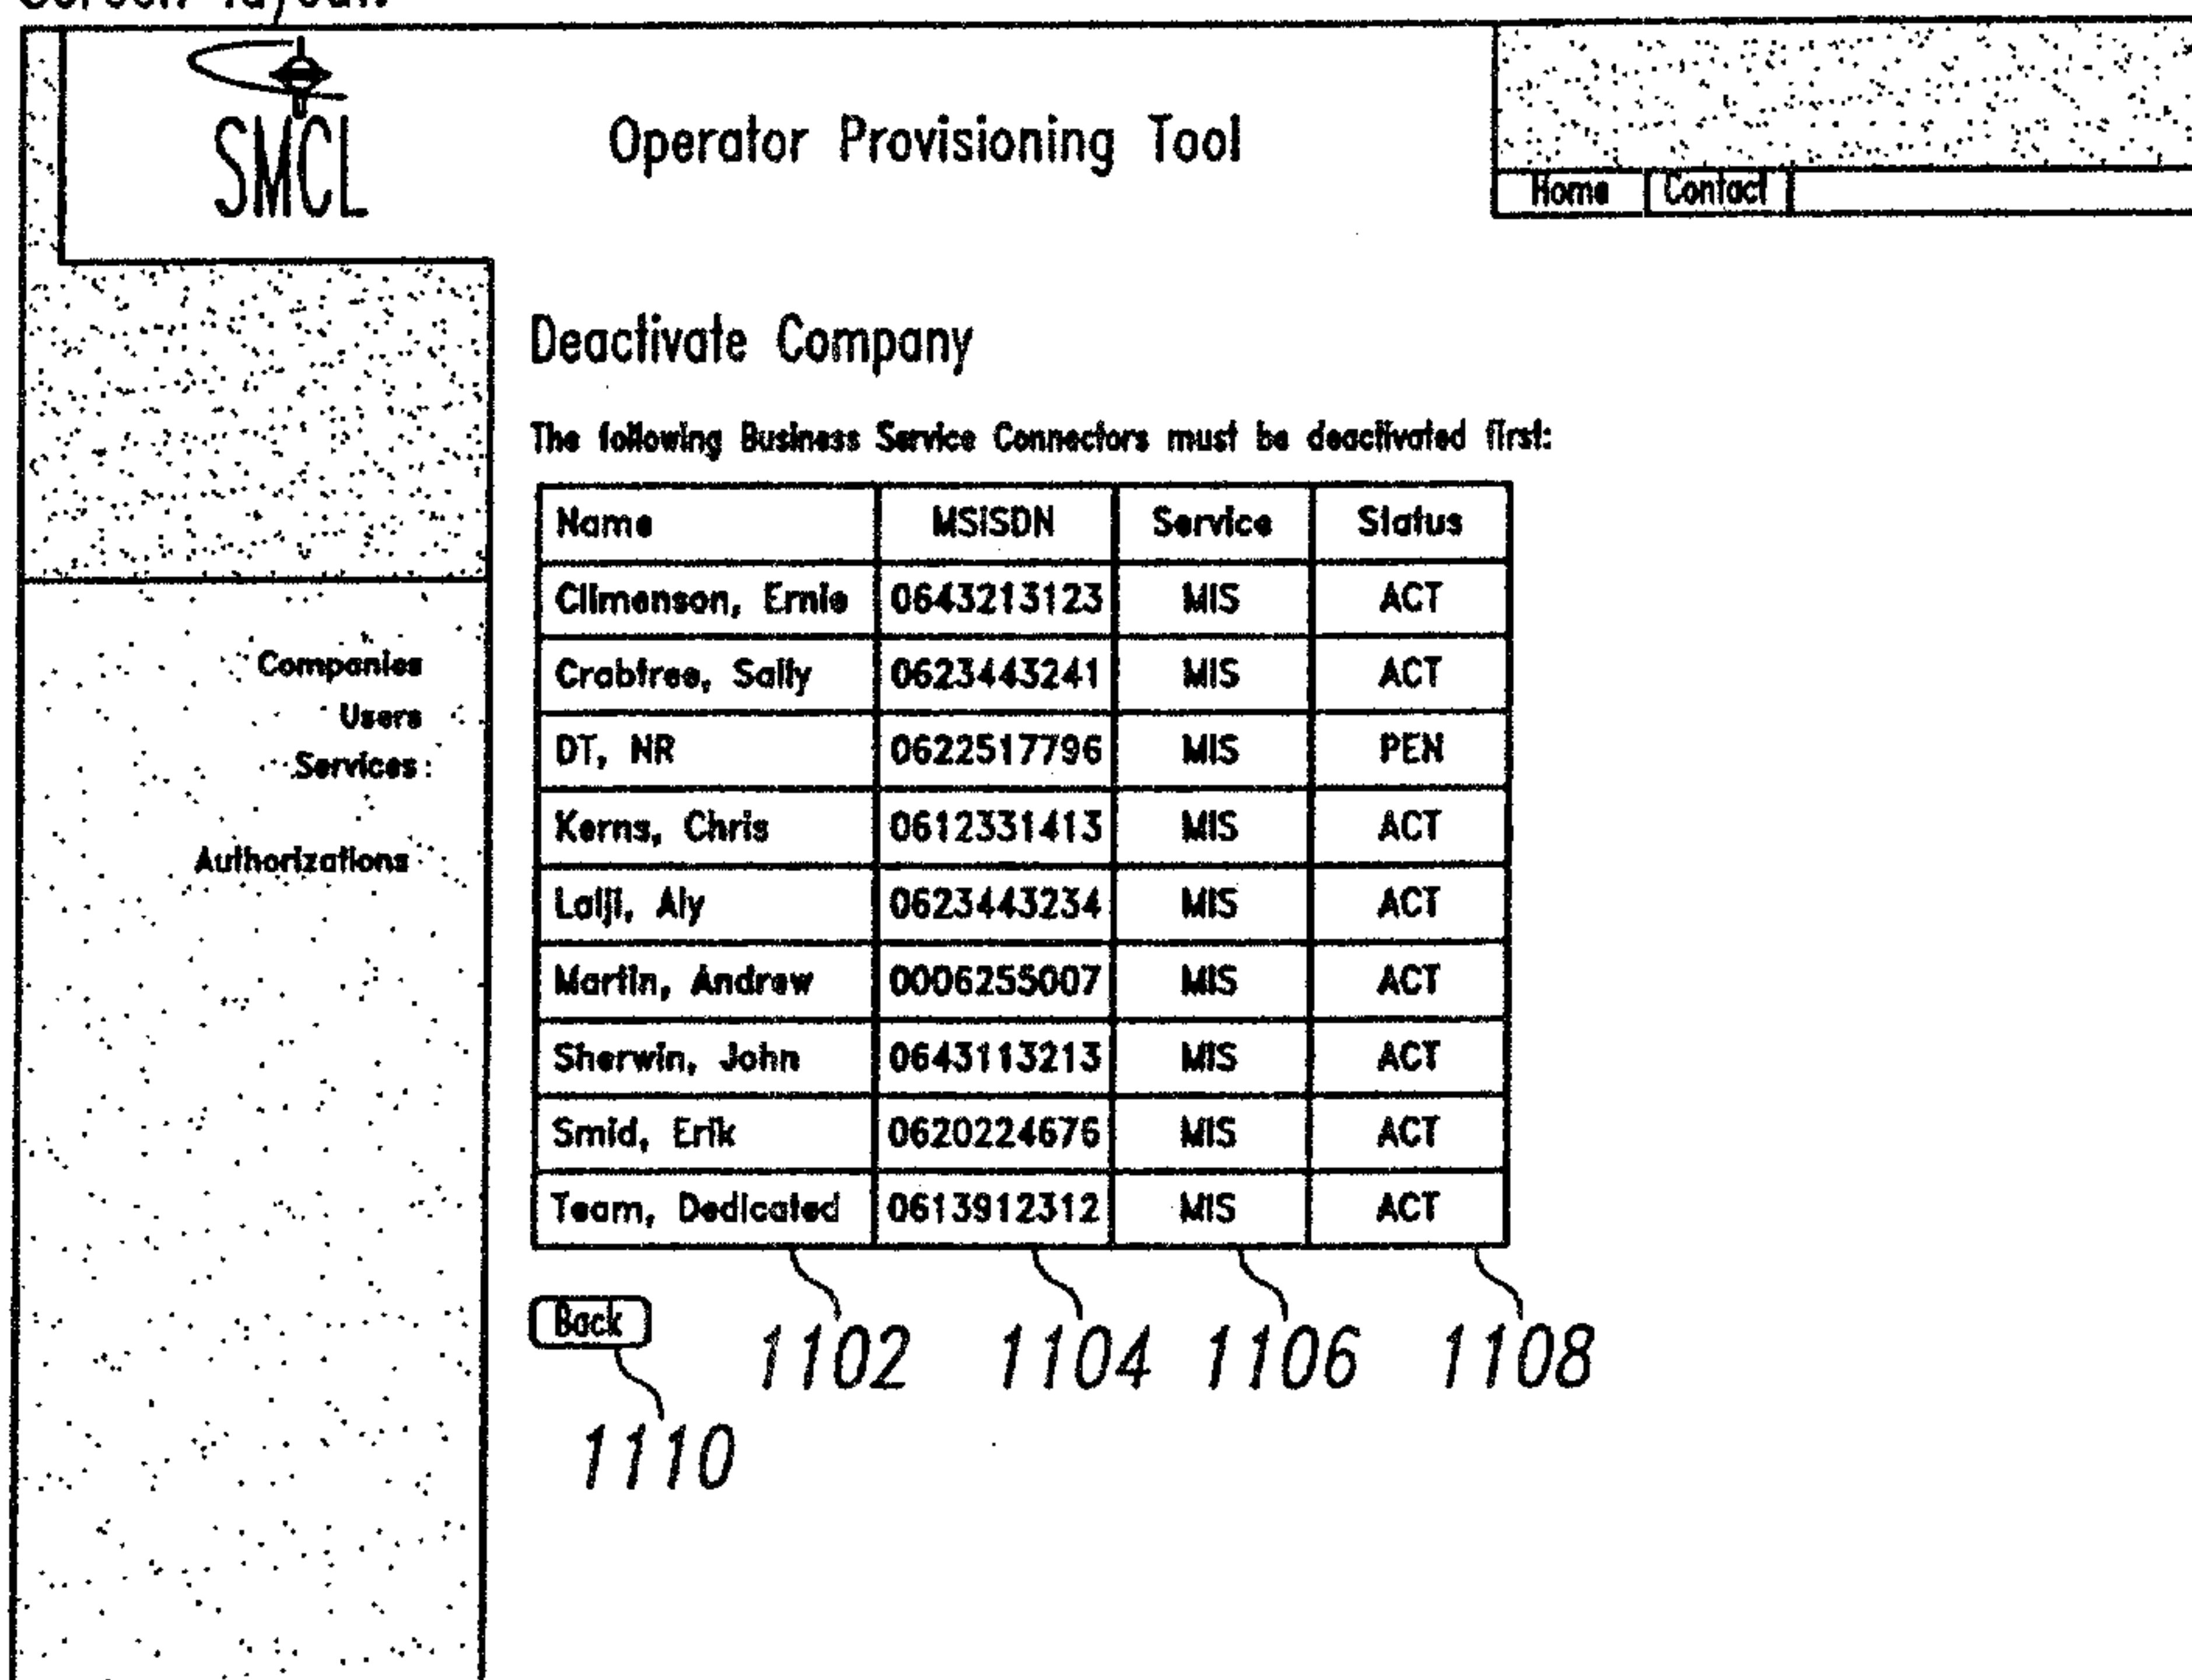 Screen layout
SMCL
Operator Provisioning Tool
Home Contact
Deactivate Company
The following Business Service Connectors must be deactivated first:
Name MSISDN Service Status
Climenson, Ernie 0643213123 MIS ACT
Crabtree, Sally 0623443241 MIS ACT
DT, NR 0622517796 MIS PEN
Kerns, Chris 0612331413 MIS ACT
Lalji, Aly 0623443234 MIS ACT
Martin, Andrew 0006255007 MIS ACT
Sherwin, John 0643113213 MIS ACT
Smid, Erik 0620224676 MIS ACT
Team, Dedicated 0613912312 MIS ACT
Companies
Users
Services
Authorizations
Back
1102 1104 1106 1108
1110